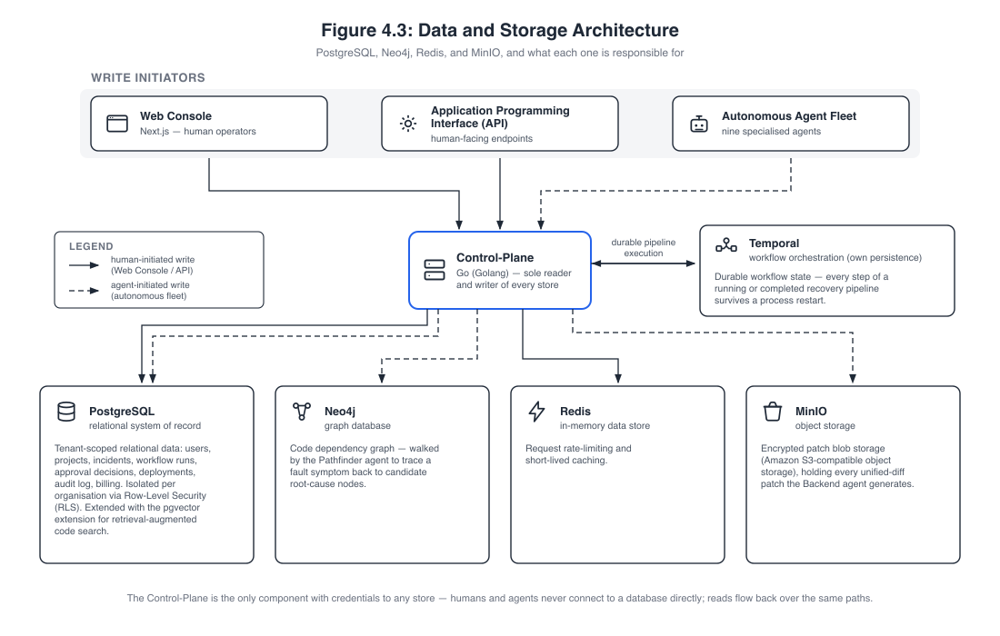 Figure 4.3: Data and Storage Architecture
PostgreSQL, Neo4j, Redis, and MinIO, and what each one is responsible for
WRITE INITIATORS
Web Console
Next.js — human operators
Application Programming
Interface (API)
human-facing endpoints
Autonomous Agent Fleet
nine specialised agents
LEGEND
human-initiated write
(Web Console / API)
agent-initiated write
(autonomous fleet)
Control-Plane
Go (Golang) — sole reader
and writer of every store
durable pipeline
execution
Temporal
workflow orchestration (own persistence)
Durable workflow state — every step of a
running or completed recovery pipeline
survives a process restart.
PostgreSQL
relational system of record
Tenant-scoped relational data: users,
projects, incidents, workflow runs,
approval decisions, deployments,
audit log, billing. Isolated per
organisation via Row-Level Security
(RLS). Extended with the pgvector
extension for retrieval-augmented
code search.
Neo4j
graph database
Code dependency graph — walked
by the Pathfinder agent to trace a
fault symptom back to candidate
root-cause nodes.
Redis
in-memory data store
Request rate-limiting and
short-lived caching.
MinIO
object storage
Encrypted patch blob storage
(Amazon S3-compatible object
storage), holding every unified-diff
patch the Backend agent generates.
The Control-Plane is the only component with credentials to any store — humans and agents never connect to a database directly; reads flow back over the same paths.